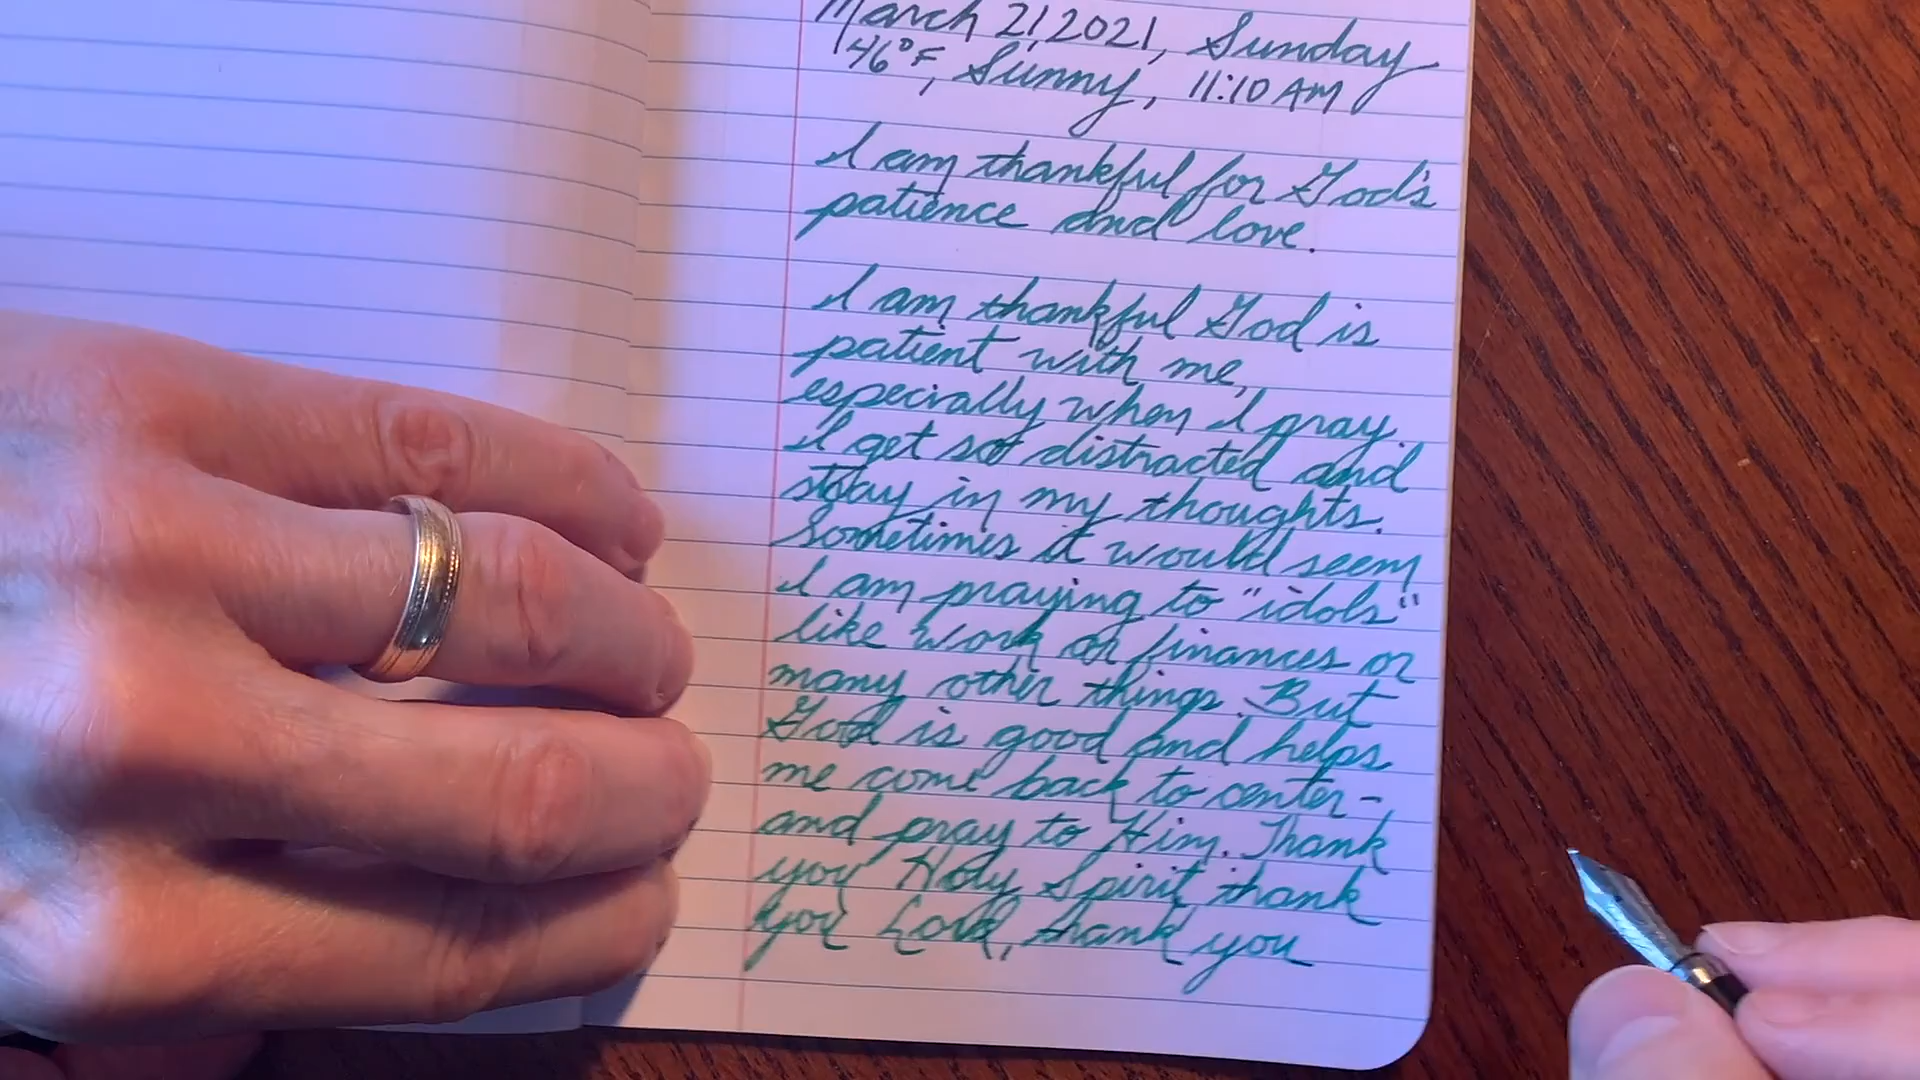 March 21, 2021, Sunday
46°F, Sunny, 11:10 AM
I am thankful for God's
patience and love.
I am thankful God is
patient with me,
especially when I pray.
I get so distracted and
stay in my thoughts.
Sometimes it would seem
I am praying to "idols"
like work or finances or
many other things. But
God is good and helps
me come back to center-
and pray to Him. Thank
you Holy Spirit thank
you Lord, thank you